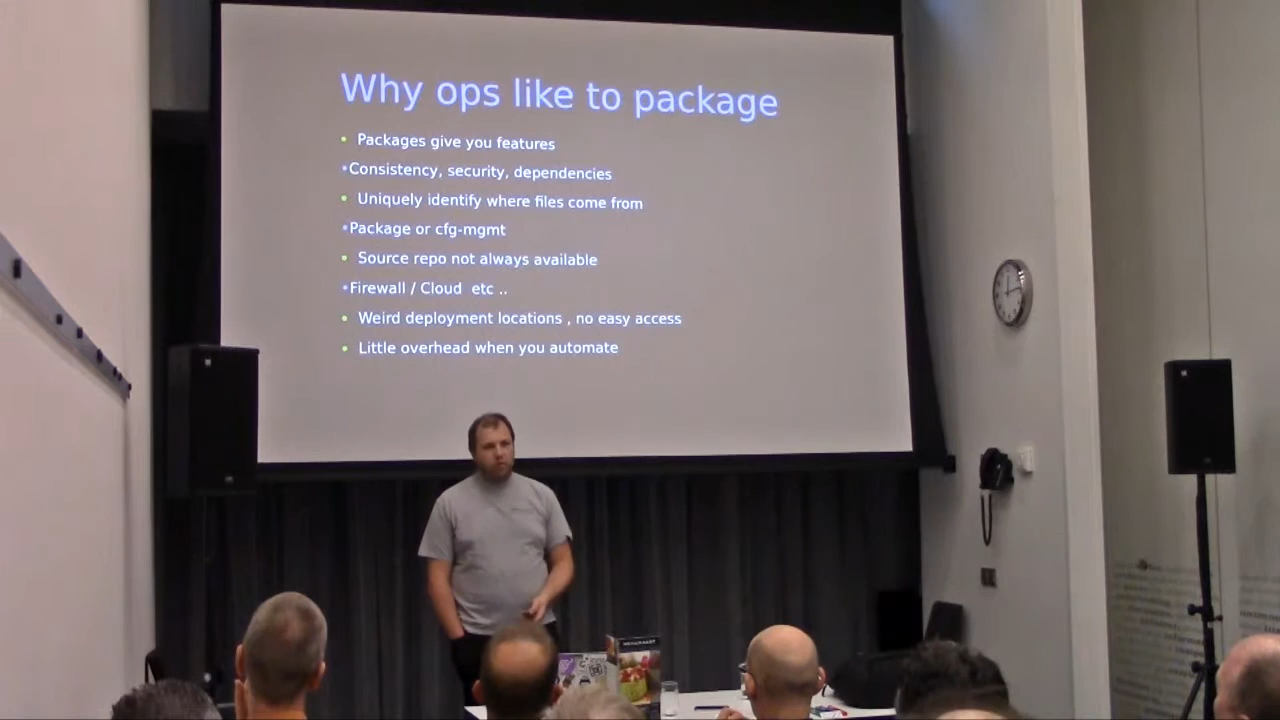 Why ops like to package
• Packages give you features
•Consistency, security, dependencies
• Uniquely identify where files come from
•Package or cfg-mgmt
• Source repo not always available
•Firewall / Cloud  etc ..
• Weird deployment locations , no easy access
• Little overhead when you automate